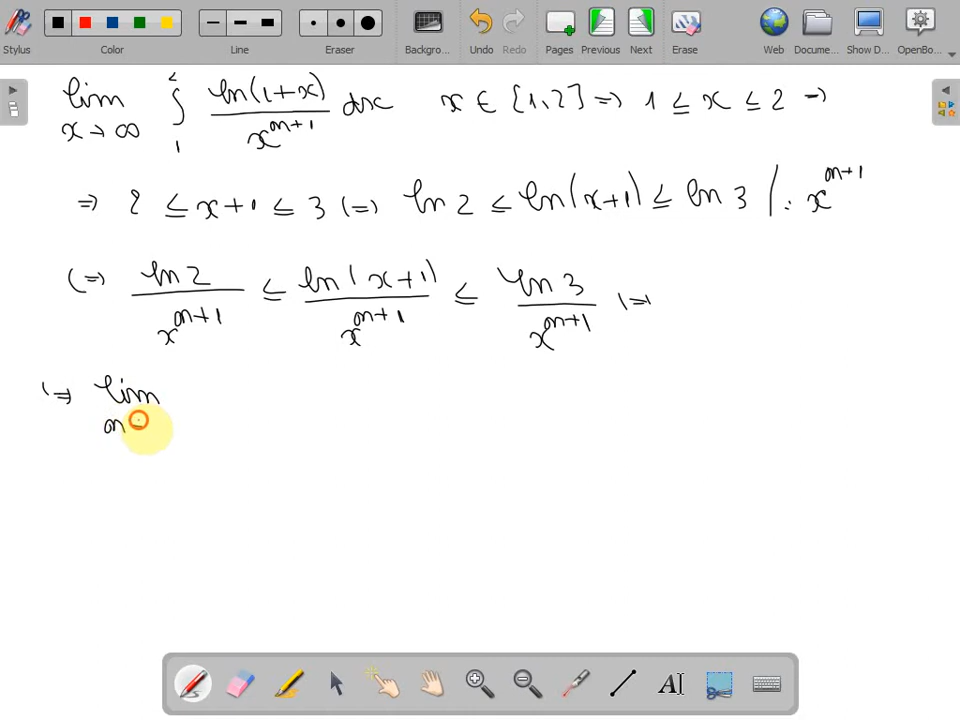 Stylus Color Line Eraser Backgro... Undo Redo Pages Previous Next Erase Web Docume... Show D... OpenBo...
lim x→∞ ∫₁² ln(1+x)/x^{n+1} dx x ∈ [1,2] ⇒ 1 ≤ x ≤ 2 ⇒
⇒ 2 ≤ x+1 ≤ 3 (⇒) ln 2 ≤ ln(x+1) ≤ ln 3 /: x^{n+1}
(⇒) ln 2/x^{n+1} ≤ ln(x+1)/x^{n+1} ≤ ln 3/x^{n+1} (⇒)
(⇒ lim n